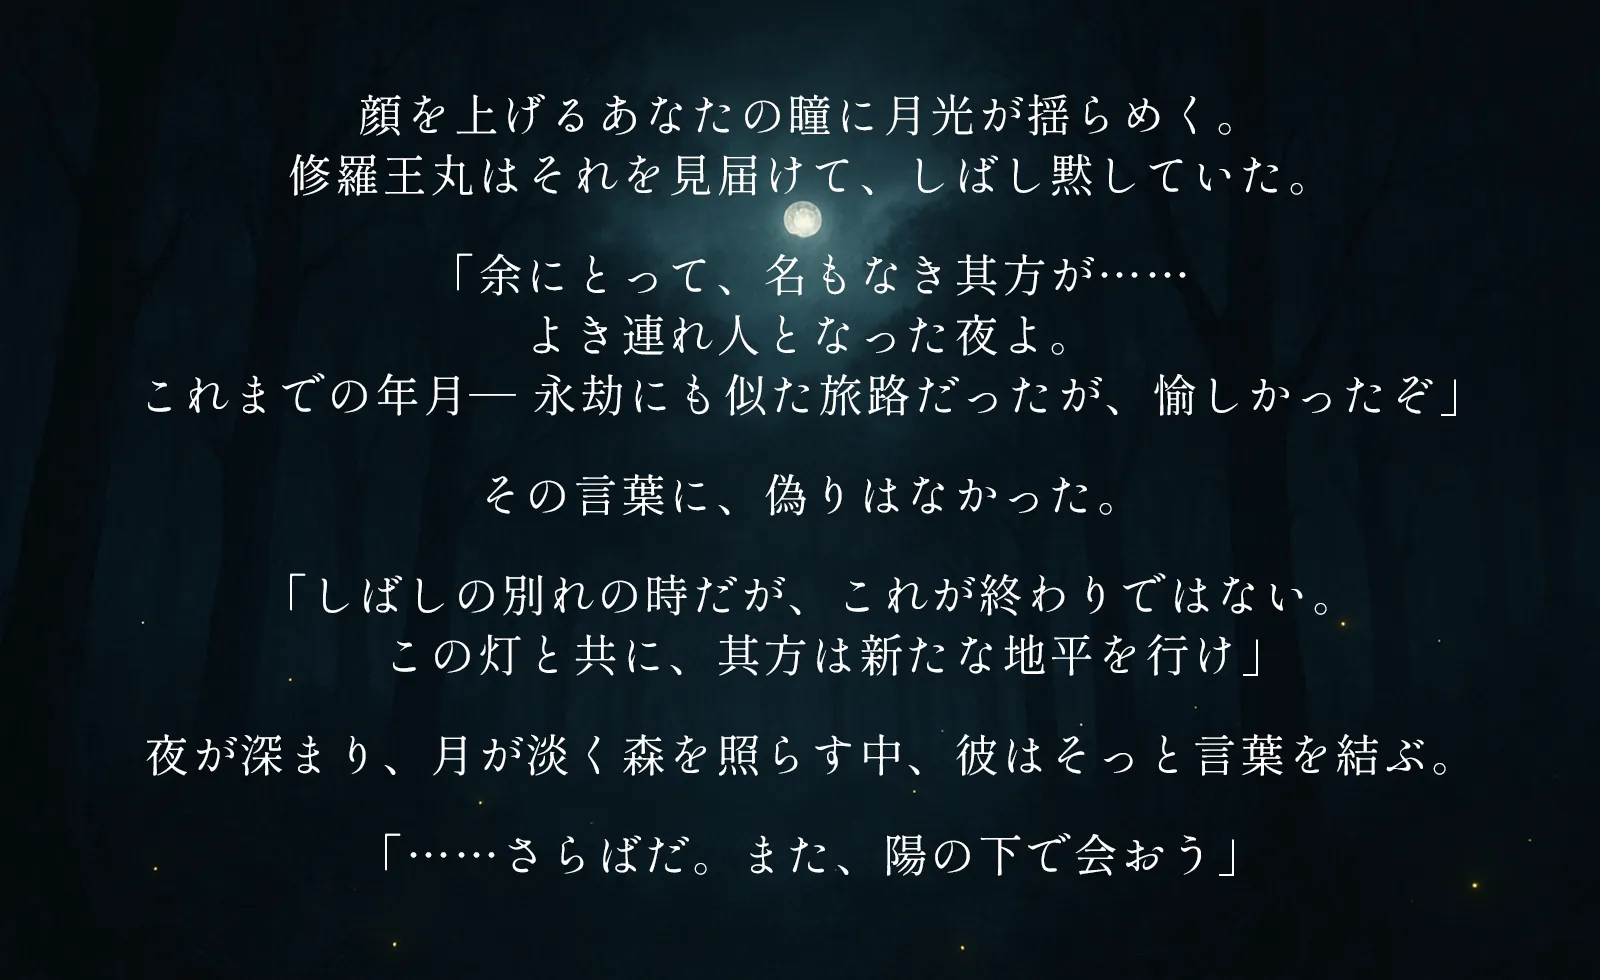 顔を上げるあなたの瞳に月光が揺らめく。
修羅王丸はそれを見届けて、しばし黙していた。
「余にとって、名もなき其方が……
よき連れ人となった夜よ。
これまでの年月― 永劫にも似た旅路だったが、愉しかったぞ」
その言葉に、偽りはなかった。
「しばしの別れの時だが、これが終わりではない。
この灯と共に、其方は新たな地平を行け」
夜が深まり、月が淡く森を照らす中、彼はそっと言葉を結ぶ。
「……さらばだ。また、陽の下で会おう」